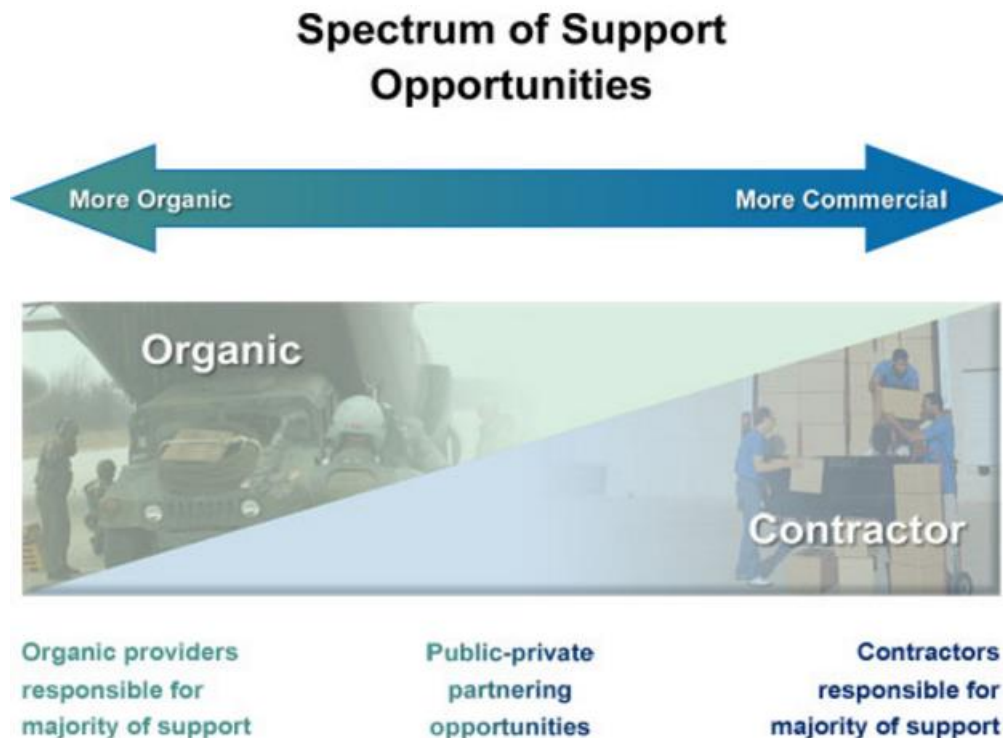 Spectrum of Support
Opportunities
More Organic
More Commercial
Organic
Contractor
Organic providers
responsible for
majority of support
Public-private
partnering
opportunities
Contractors
responsible for
majority of support